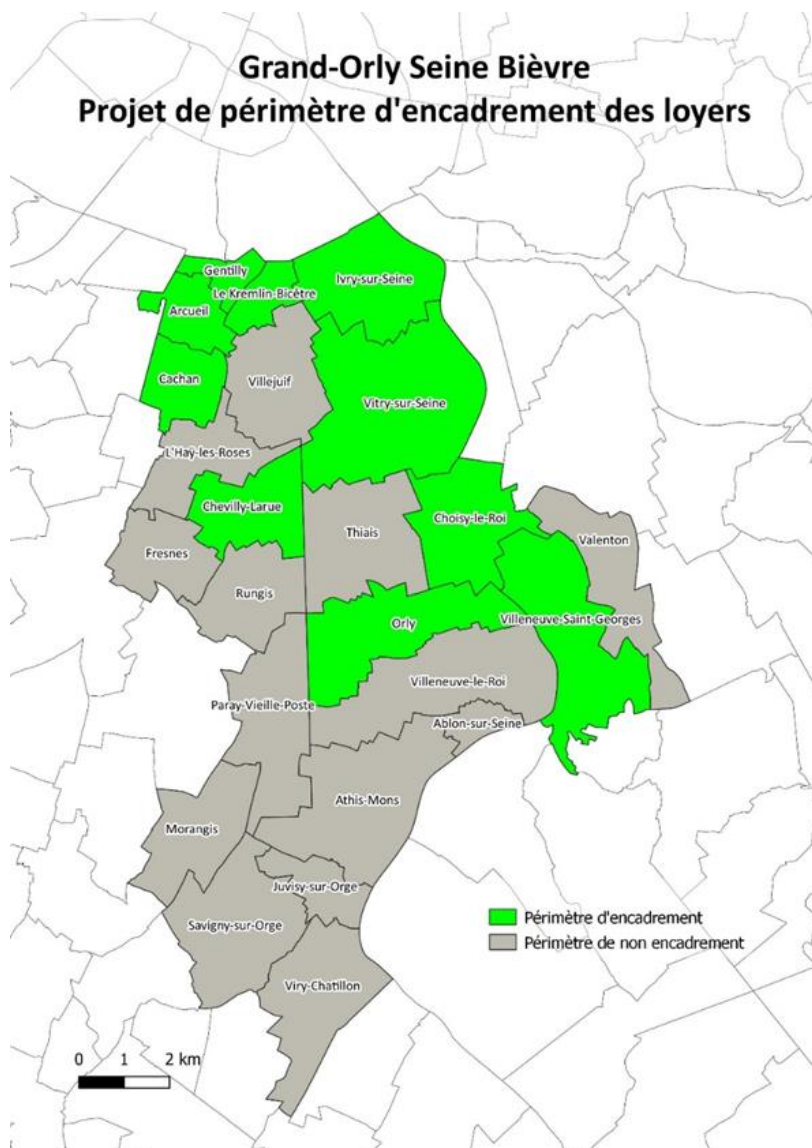 Grand-Orly Seine Bièvre
Projet de périmètre d'encadrement des loyers
Gentilly
Le Kremlin-Bicêtre
Ivry-sur-Seine
Arcueil
Cachan
Villejuif
Vitry-sur-Seine
L'Haÿ-les-Roses
Chevilly-Larue
Choisy-le-Roi
Thiais
Valenton
Fresnes
Rungis
Orly
Villeneuve-Saint-Georges
Villeneuve-le-Roi
Paray-Vieille-Poste
Ablon-sur-Seine
Athis-Mons
Morangis
Juvisy-sur-Orge
Savigny-sur-Orge
Viry-Chatillon
Périmètre d'encadrement
Périmètre de non encadrement
0 1 2 km